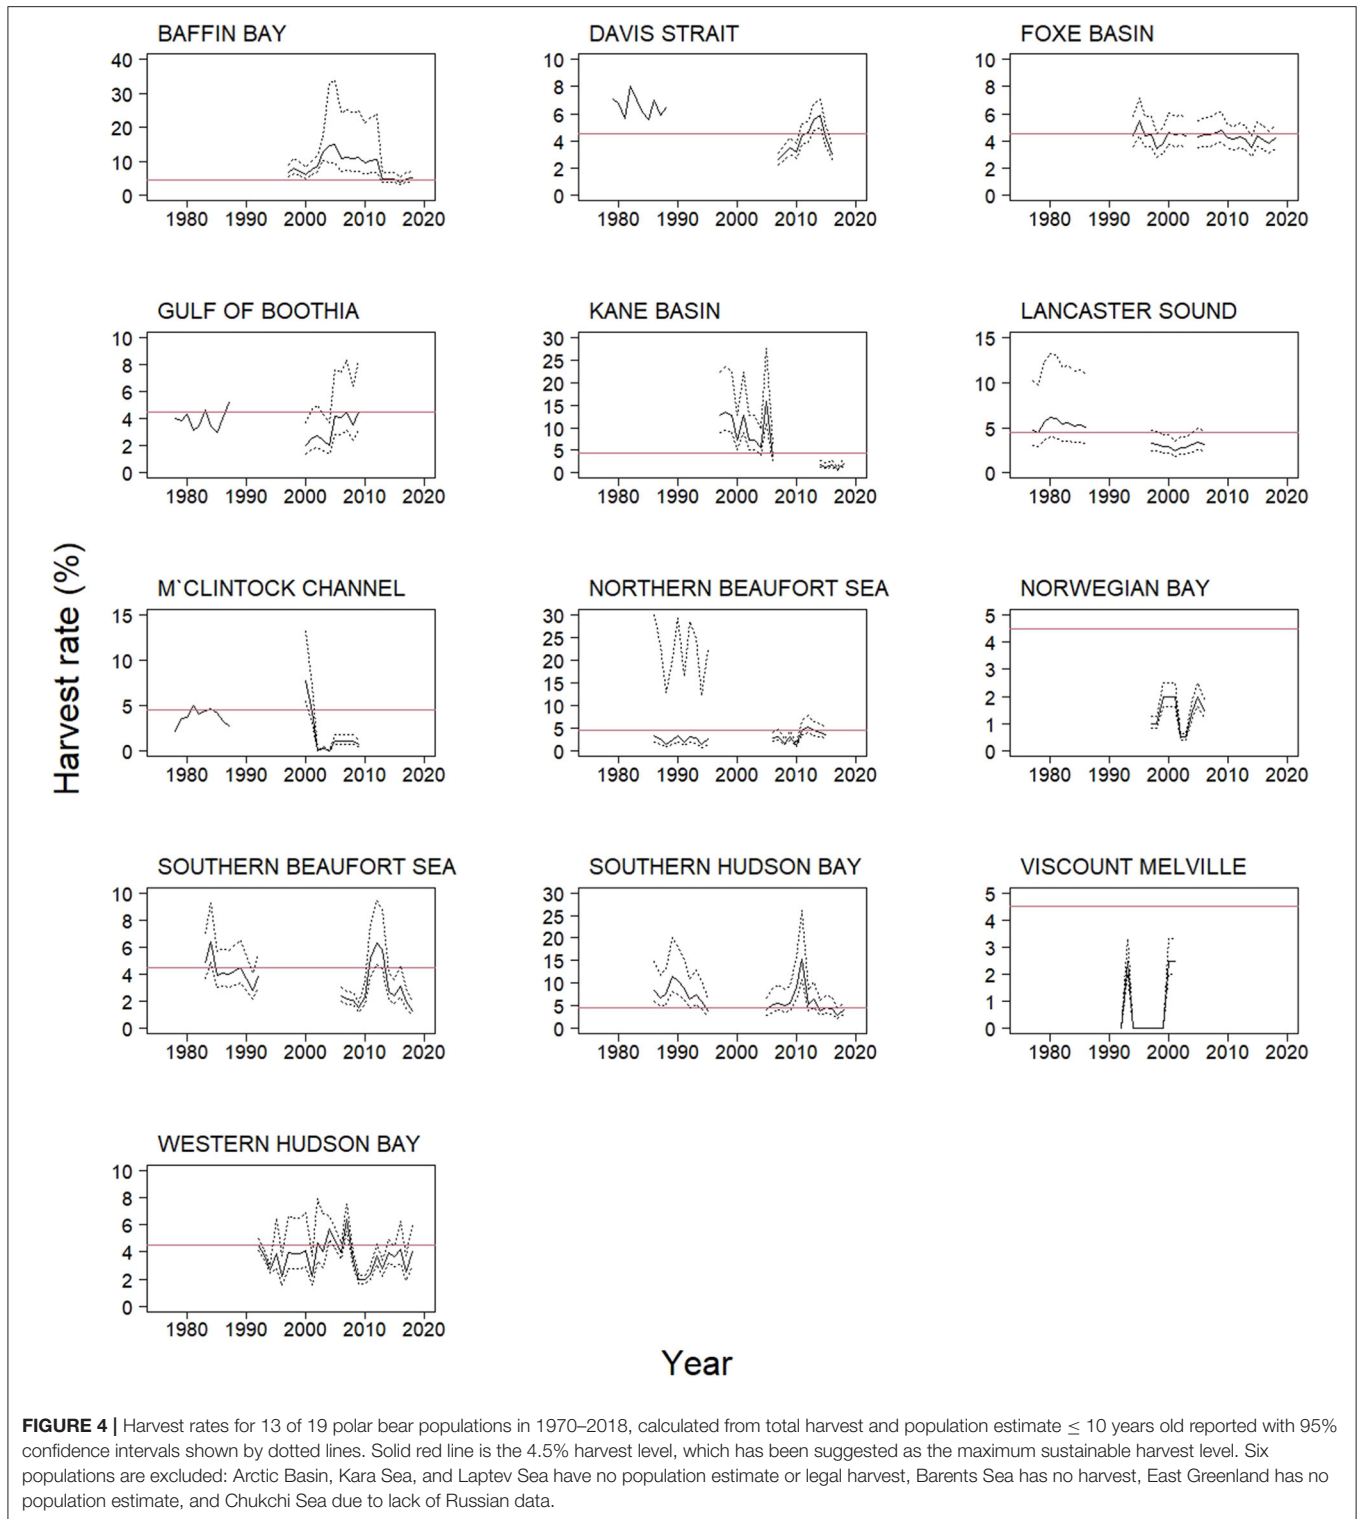 BAFFIN BAY
40
30
20
10
0
1980 1990 2000 2010 2020
DAVIS STRAIT
10
8
6
4
2
0
1980 1990 2000 2010 2020
FOXE BASIN
10
8
6
4
2
0
1980 1990 2000 2010 2020
GULF OF BOOTHIA
10
8
6
4
2
0
1980 1990 2000 2010 2020
KANE BASIN
30
25
20
15
10
5
0
1980 1990 2000 2010 2020
LANCASTER SOUND
15
10
5
0
1980 1990 2000 2010 2020
Harvest rate (%)
M`CLINTOCK CHANNEL
15
10
5
0
1980 1990 2000 2010 2020
NORTHERN BEAUFORT SEA
30
25
20
15
10
5
0
1980 1990 2000 2010 2020
NORWEGIAN BAY
5
4
3
2
1
0
1980 1990 2000 2010 2020
SOUTHERN BEAUFORT SEA
10
8
6
4
2
0
1980 1990 2000 2010 2020
SOUTHERN HUDSON BAY
30
25
20
15
10
5
0
1980 1990 2000 2010 2020
VISCOUNT MELVILLE
5
4
3
2
1
0
1980 1990 2000 2010 2020
WESTERN HUDSON BAY
10
8
6
4
2
0
1980 1990 2000 2010 2020
Year
FIGURE 4 | Harvest rates for 13 of 19 polar bear populations in 1970–2018, calculated from total harvest and population estimate ≤ 10 years old reported with 95%
confidence intervals shown by dotted lines. Solid red line is the 4.5% harvest level, which has been suggested as the maximum sustainable harvest level. Six
populations are excluded: Arctic Basin, Kara Sea, and Laptev Sea have no population estimate or legal harvest, Barents Sea has no harvest, East Greenland has no
population estimate, and Chukchi Sea due to lack of Russian data.